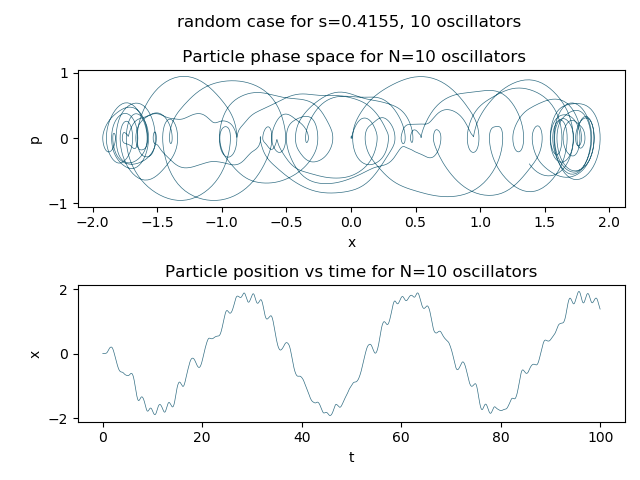 random case for s=0.4155, 10 oscillators
Particle phase space for N=10 oscillators
1
0
−1
p
−2.0 −1.5 −1.0 −0.5 0.0 0.5 1.0 1.5 2.0
x
Particle position vs time for N=10 oscillators
2
0
−2
x
0 20 40 60 80 100
t